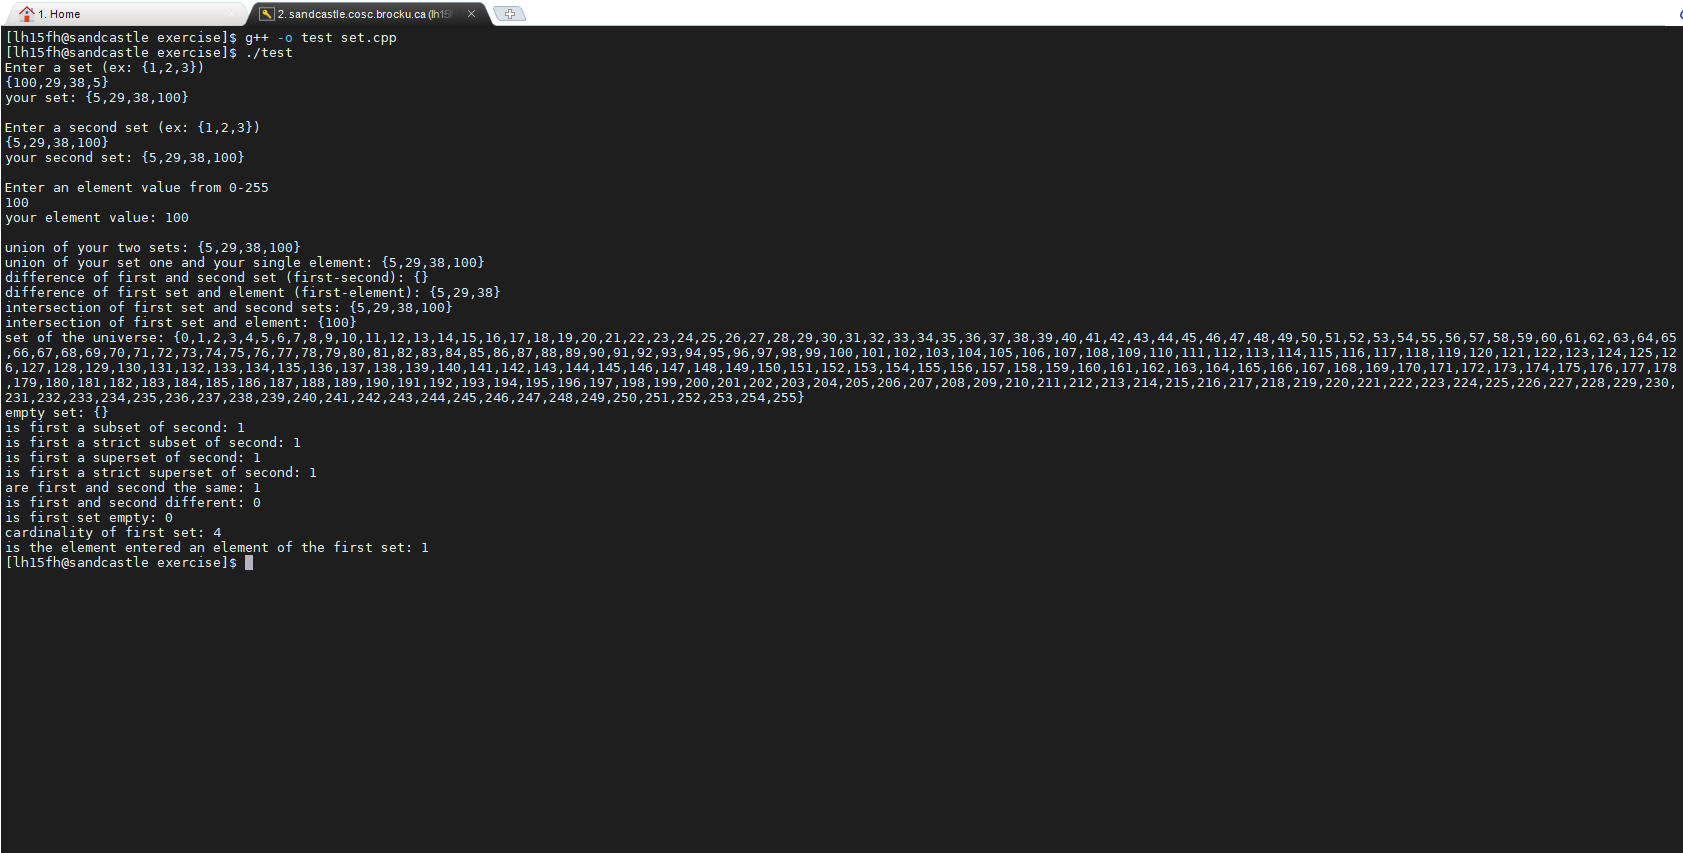 1. Home
2. sandcastle.cosc.brocku.ca (lh15
[lh15fh@sandcastle exercise]$ g++ -o test set.cpp
[lh15fh@sandcastle exercise]$ ./test
Enter a set (ex: {1,2,3})
{100,29,38,5}
your set: {5,29,38,100}
Enter a second set (ex: {1,2,3})
{5,29,38,100}
your second set: {5,29,38,100}
Enter an element value from 0-255
100
your element value: 100
union of your two sets: {5,29,38,100}
union of your set one and your single element: {5,29,38,100}
difference of first and second set (first-second): {}
difference of first set and element (first-element): {5,29,38}
intersection of first set and second sets: {5,29,38,100}
intersection of first set and element: {100}
set of the universe: {0,1,2,3,4,5,6,7,8,9,10,11,12,13,14,15,16,17,18,19,20,21,22,23,24,25,26,27,28,29,30,31,32,33,34,35,36,37,38,39,40,41,42,43,44,45,46,47,48,49,50,51,52,53,54,55,56,57,58,59,60,61,62,63,64,65
,66,67,68,69,70,71,72,73,74,75,76,77,78,79,80,81,82,83,84,85,86,87,88,89,90,91,92,93,94,95,96,97,98,99,100,101,102,103,104,105,106,107,108,109,110,111,112,113,114,115,116,117,118,119,120,121,122,123,124,125,12
6,127,128,129,130,131,132,133,134,135,136,137,138,139,140,141,142,143,144,145,146,147,148,149,150,151,152,153,154,155,156,157,158,159,160,161,162,163,164,165,166,167,168,169,170,171,172,173,174,175,176,177,178
,179,180,181,182,183,184,185,186,187,188,189,190,191,192,193,194,195,196,197,198,199,200,201,202,203,204,205,206,207,208,209,210,211,212,213,214,215,216,217,218,219,220,221,222,223,224,225,226,227,228,229,230,
231,232,233,234,235,236,237,238,239,240,241,242,243,244,245,246,247,248,249,250,251,252,253,254,255}
empty set: {}
is first a subset of second: 1
is first a strict subset of second: 1
is first a superset of second: 1
is first a strict superset of second: 1
are first and second the same: 1
is first and second different: 0
is first set empty: 0
cardinality of first set: 4
is the element entered an element of the first set: 1
[lh15fh@sandcastle exercise]$